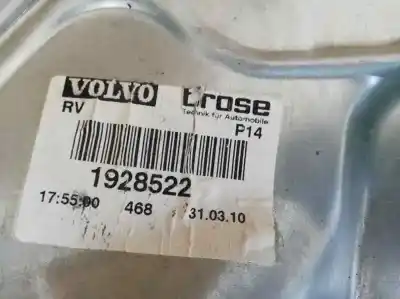 VOLVO brose
Technik für Automobile
RV P14
1928522
17:55:00 468 31.03.10